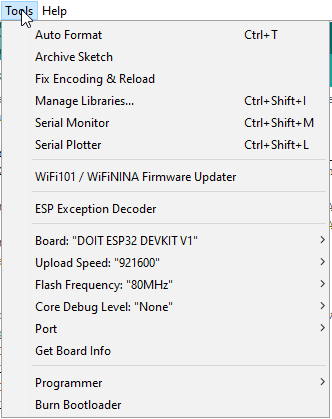 Tools Help
Auto Format Ctrl+T
Archive Sketch
Fix Encoding & Reload
Manage Libraries... Ctrl+Shift+I
Serial Monitor Ctrl+Shift+M
Serial Plotter Ctrl+Shift+L
WiFi101 / WiFiNINA Firmware Updater
ESP Exception Decoder
Board: "DOIT ESP32 DEVKIT V1"
Upload Speed: "921600"
Flash Frequency: "80MHz"
Core Debug Level: "None"
Port
Get Board Info
Programmer
Burn Bootloader